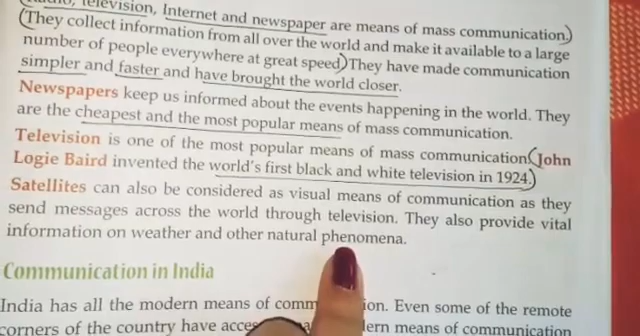 television, Internet and newspaper are means of mass communication.)
(They collect information from all over the world and make it available to a large
number of people everywhere at great speed) They have made communication
simpler and faster and have brought the world closer.
Newspapers keep us informed about the events happening in the world. They
are the cheapest and the most popular means of mass communication.
Television is one of the most popular means of mass communication (John
Logie Baird invented the world's first black and white television in 1924.)
Satellites can also be considered as visual means of communication as they
send messages across the world through television. They also provide vital
information on weather and other natural phenomena.
Communication in India
India has all the modern means of comm ion. Even some of the remote
corners of the country have acce ern means of communication